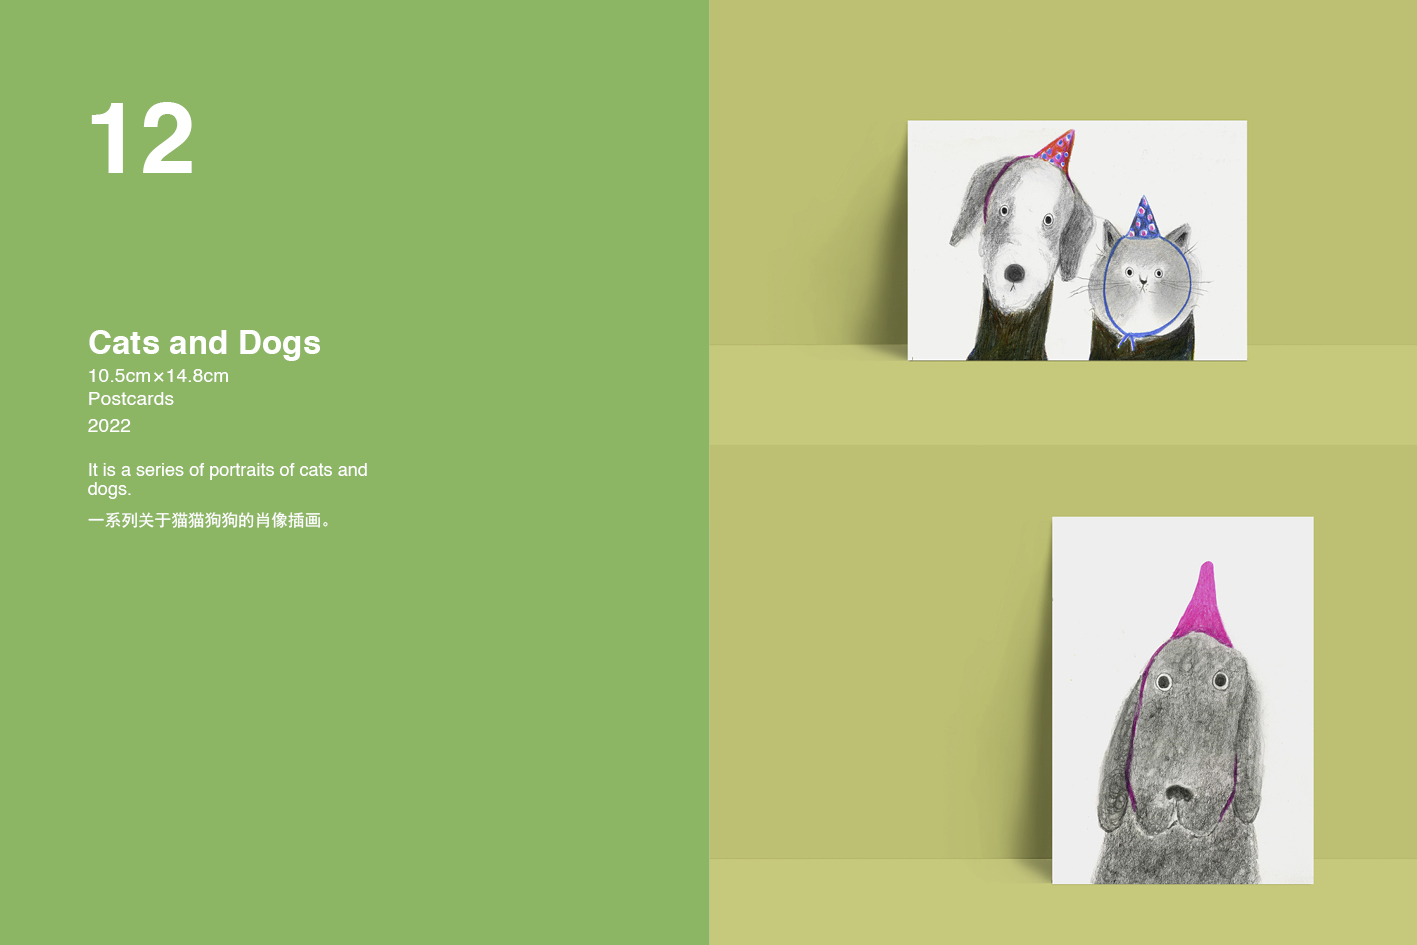 12
Cats and Dogs
10.5cm×14.8cm
Postcards
2022
It is a series of portraits of cats and
dogs.
一系列关于猫猫狗狗的肖像插画。